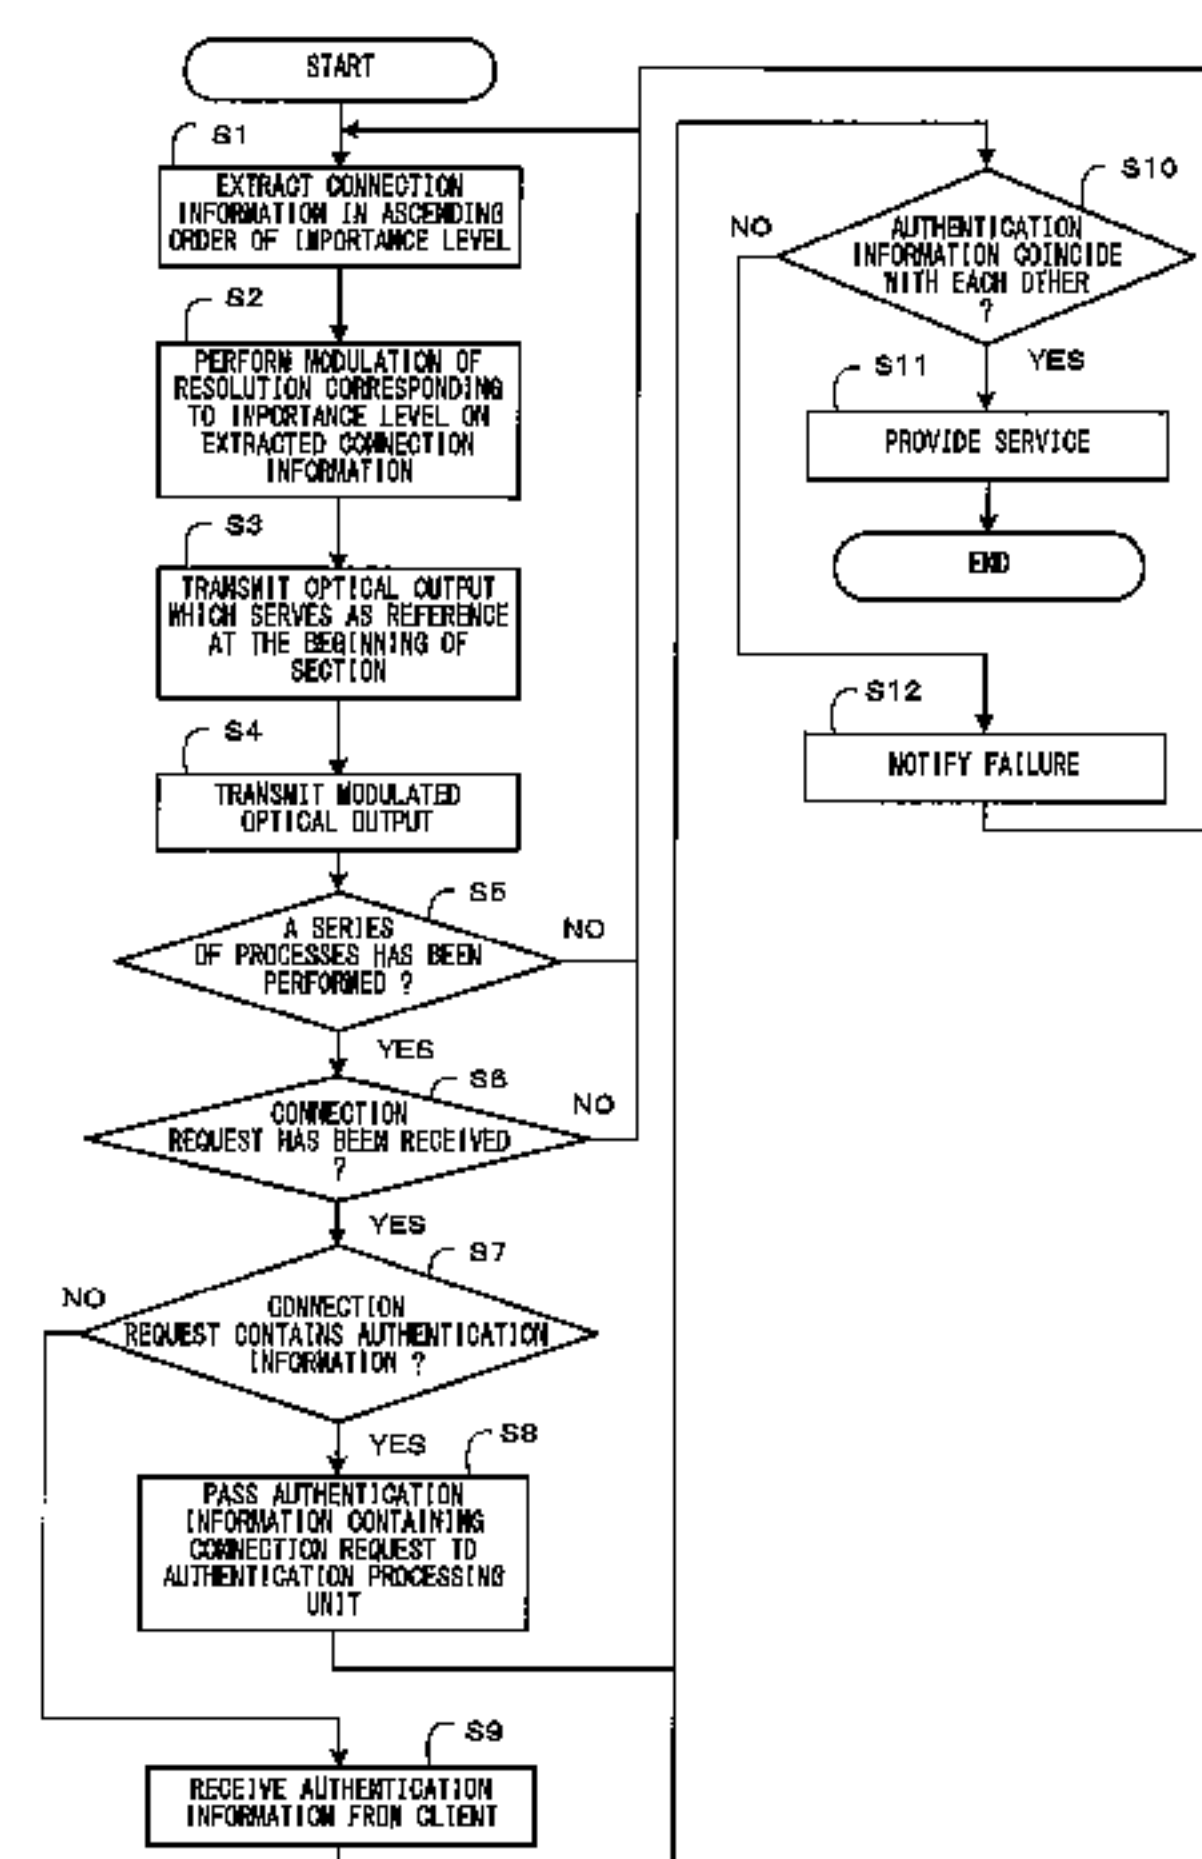 START
S1
EXTRACT CONNECTION
INFORMATION IN ASCENDING
ORDER OF IMPORTANCE LEVEL
S2
PERFORM MODULATION OF
RESOLUTION CORRESPONDING
TO IMPORTANCE LEVEL ON
EXTRACTED CONNECTION
INFORMATION
S3
TRANSMIT OPTICAL OUTPUT
WHICH SERVES AS REFERENCE
AT THE BEGINNING OF
SECTION
S4
TRANSMIT MODULATED
OPTICAL OUTPUT
S5
A SERIES
OF PROCESSES HAS BEEN
PERFORMED ?
NO
YES
S6
CONNECTION
REQUEST HAS BEEN RECEIVED
?
NO
YES
S7
NO
CONNECTION
REQUEST CONTAINS AUTHENTICATION
INFORMATION ?
YES
S8
PASS AUTHENTICATION
INFORMATION CONTAINING
CONNECTION REQUEST TO
AUTHENTICATION PROCESSING
UNIT
S9
RECEIVE AUTHENTICATION
INFORMATION FROM CLIENT
S10
NO
AUTHENTICATION
INFORMATION COINCIDE
WITH EACH OTHER
?
YES
S11
PROVIDE SERVICE
END
S12
NOTIFY FAILURE